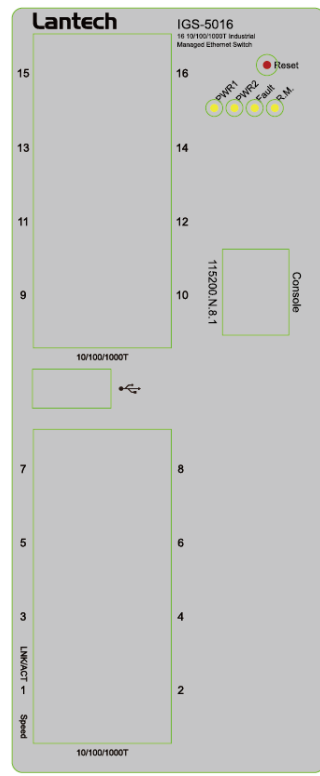 Lantech
IGS-5016
16 10/100/1000T Industrial
Managed Ethernet Switch
Reset
PWR1 PWR2 Fault R.M.
15 16
13 14
11 12
9 10
115200.N.8.1
Console
10/100/1000T
7 8
5 6
3 4
LNK/ACT
1 2
Speed
10/100/1000T